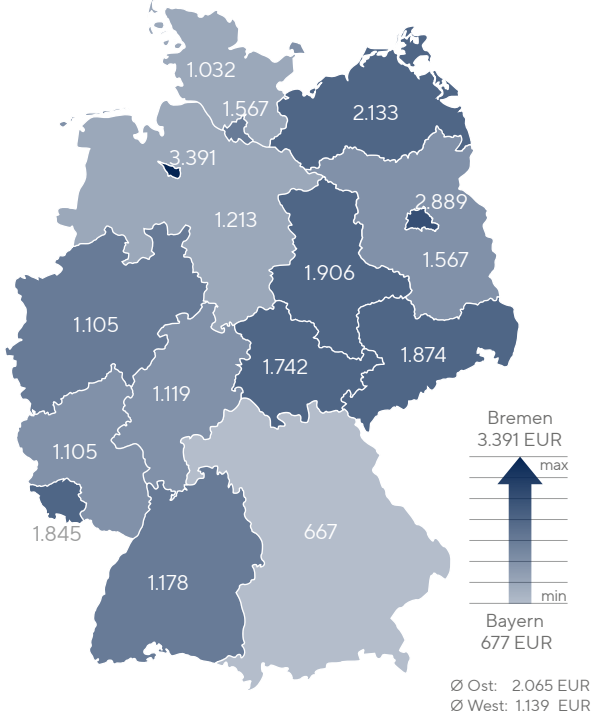 1.032
1.567
2.133
3.391
2.889
1.213
1.567
1.906
1.105
1.742
1.874
1.119
1.105
1.845
667
1.178
Bremen
3.391 EUR
max
min
Bayern
677 EUR
Ø Ost: 2.065 EUR
Ø West: 1.139 EUR